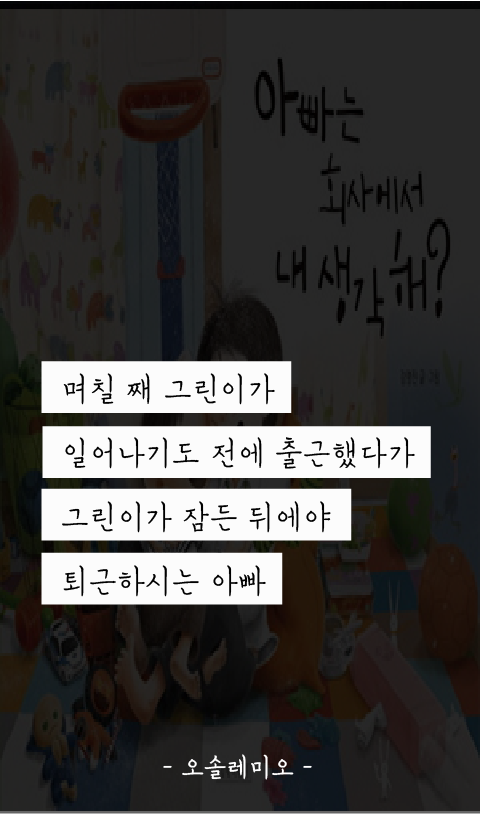 아빠는
회사에서
내 생각 해?
며칠 째 그린이가
일어나기도 전에 출근했다가
그린이가 잠든 뒤에야
퇴근하시는 아빠
- 오솔레미오 -